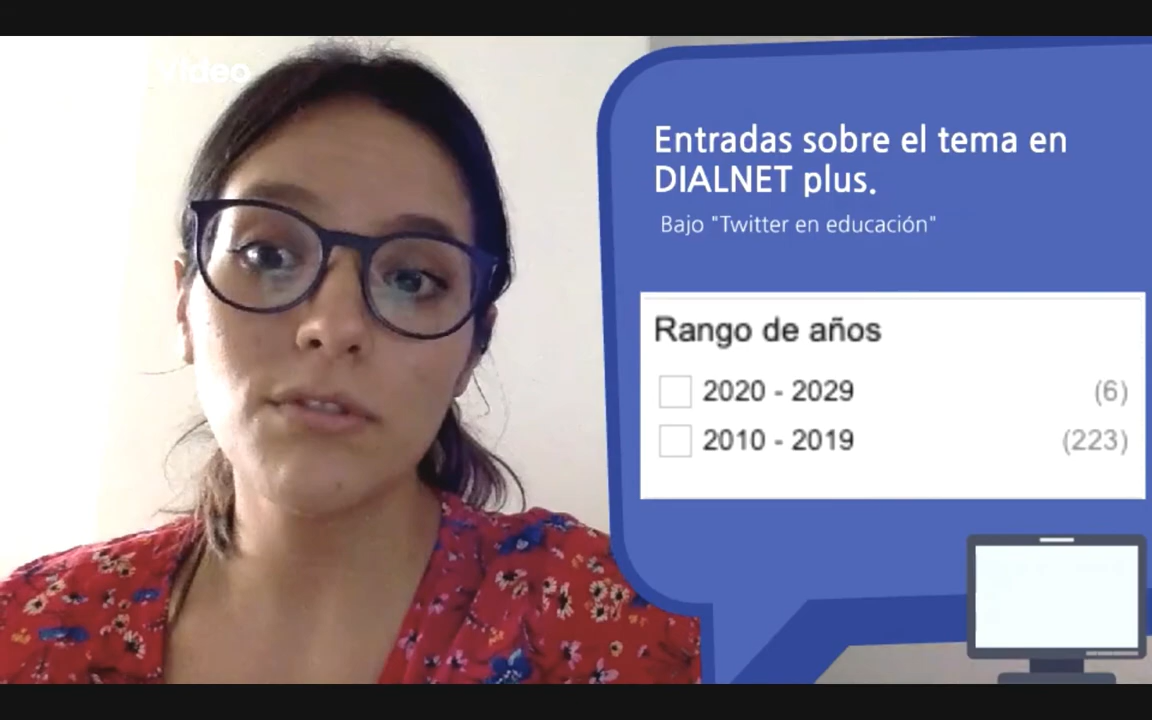 Video
Entradas sobre el tema en
DIALNET plus.
Bajo "Twitter en educación"
Rango de años
2020 - 2029 (6)
2010 - 2019 (223)